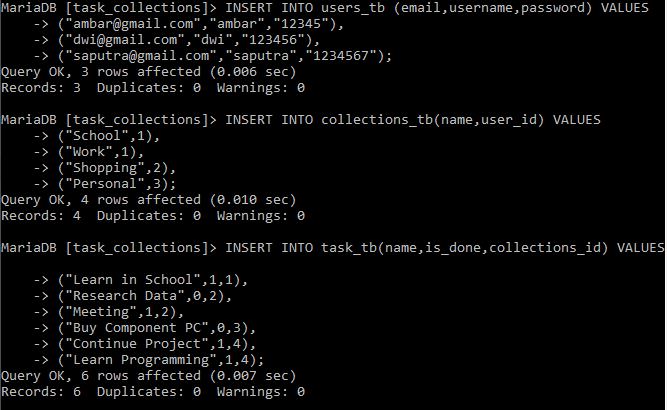 MariaDB [task_collections]> INSERT INTO users_tb (email,username,password) VALUES
    -> ("ambar@gmail.com","ambar","12345"),
    -> ("dwi@gmail.com","dwi","123456"),
    -> ("saputra@gmail.com","saputra","1234567");
Query OK, 3 rows affected (0.006 sec)
Records: 3  Duplicates: 0  Warnings: 0
MariaDB [task_collections]> INSERT INTO collections_tb(name,user_id) VALUES
    -> ("School",1),
    -> ("Work",1),
    -> ("Shopping",2),
    -> ("Personal",3);
Query OK, 4 rows affected (0.010 sec)
Records: 4  Duplicates: 0  Warnings: 0
MariaDB [task_collections]> INSERT INTO task_tb(name,is_done,collections_id) VALUES
    -> ("Learn in School",1,1),
    -> ("Research Data",0,2),
    -> ("Meeting",1,2),
    -> ("Buy Component PC",0,3),
    -> ("Continue Project",1,4),
    -> ("Learn Programming",1,4);
Query OK, 6 rows affected (0.007 sec)
Records: 6  Duplicates: 0  Warnings: 0